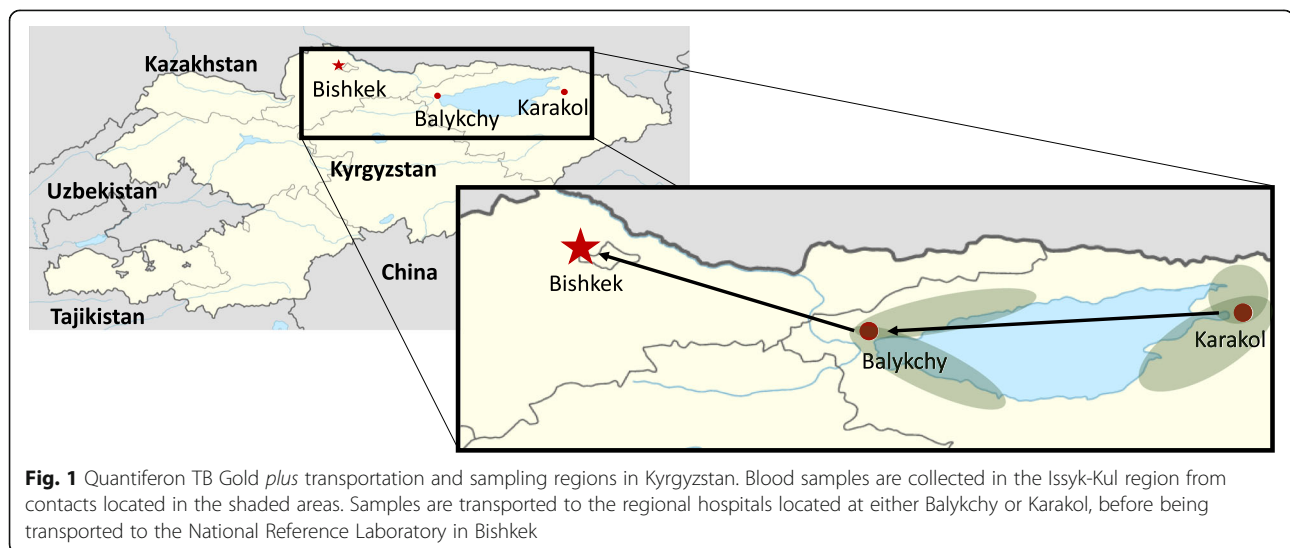 Kazakhstan
Bishkek
Balykchy
Karakol
Kyrgyzstan
Uzbekistan
China
Tajikistan
Bishkek
Balykchy
Karakol
Fig. 1 Quantiferon TB Gold plus transportation and sampling regions in Kyrgyzstan. Blood samples are collected in the Issyk-Kul region from
contacts located in the shaded areas. Samples are transported to the regional hospitals located at either Balykchy or Karakol, before being
transported to the National Reference Laboratory in Bishkek